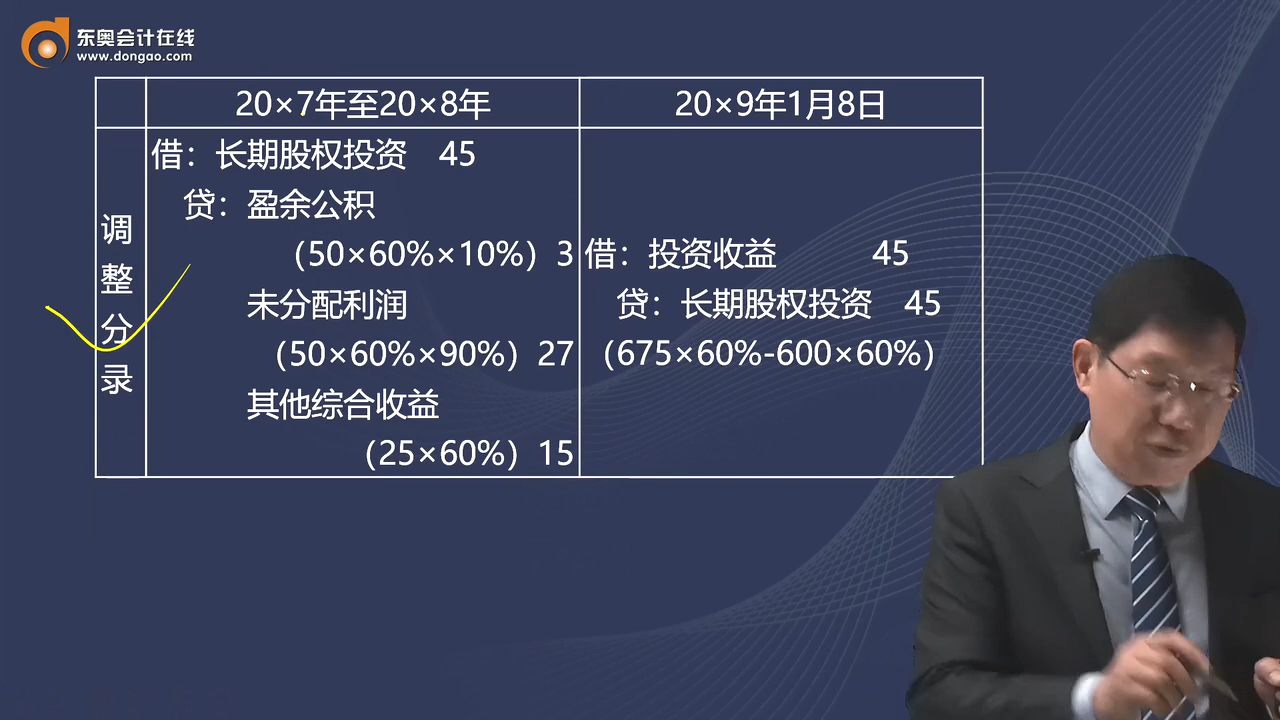 东奥会计在线
www.dongao.com
20×7年至20×8年
20×9年1月8日
调整分录
借：长期股权投资 45
贷：盈余公积
（50×60%×10%）3
未分配利润
（50×60%×90%）27
其他综合收益
（25×60%）15
借：投资收益 45
贷：长期股权投资 45
（675×60%-600×60%）